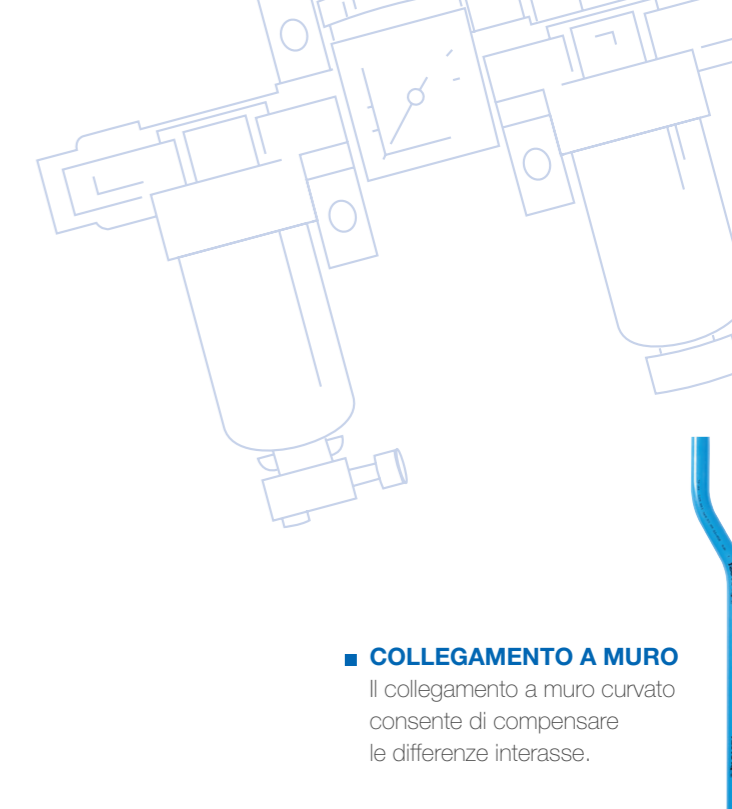 COLLEGAMENTO A MURO
Il collegamento a muro curvato
consente di compensare
le differenze interasse.